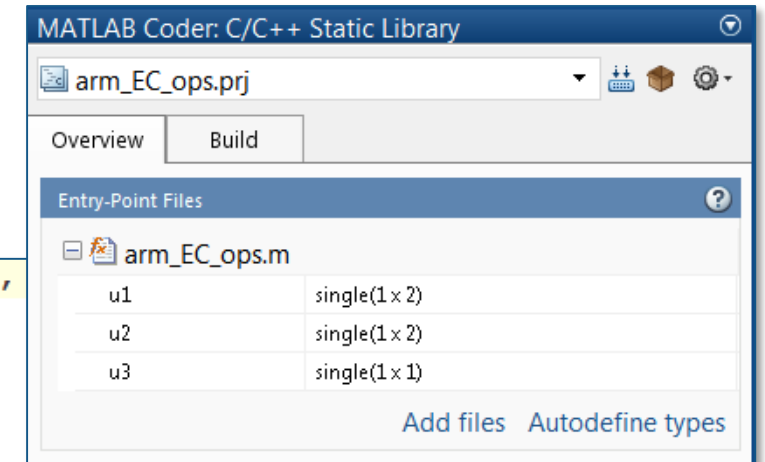 MATLAB Coder: C/C++ Static Library
arm_EC_ops.prj
Overview Build
Entry-Point Files
arm_EC_ops.m
,
u1 single(1 x 2)
u2 single(1 x 2)
u3 single(1 x 1)
Add files Autodefine types